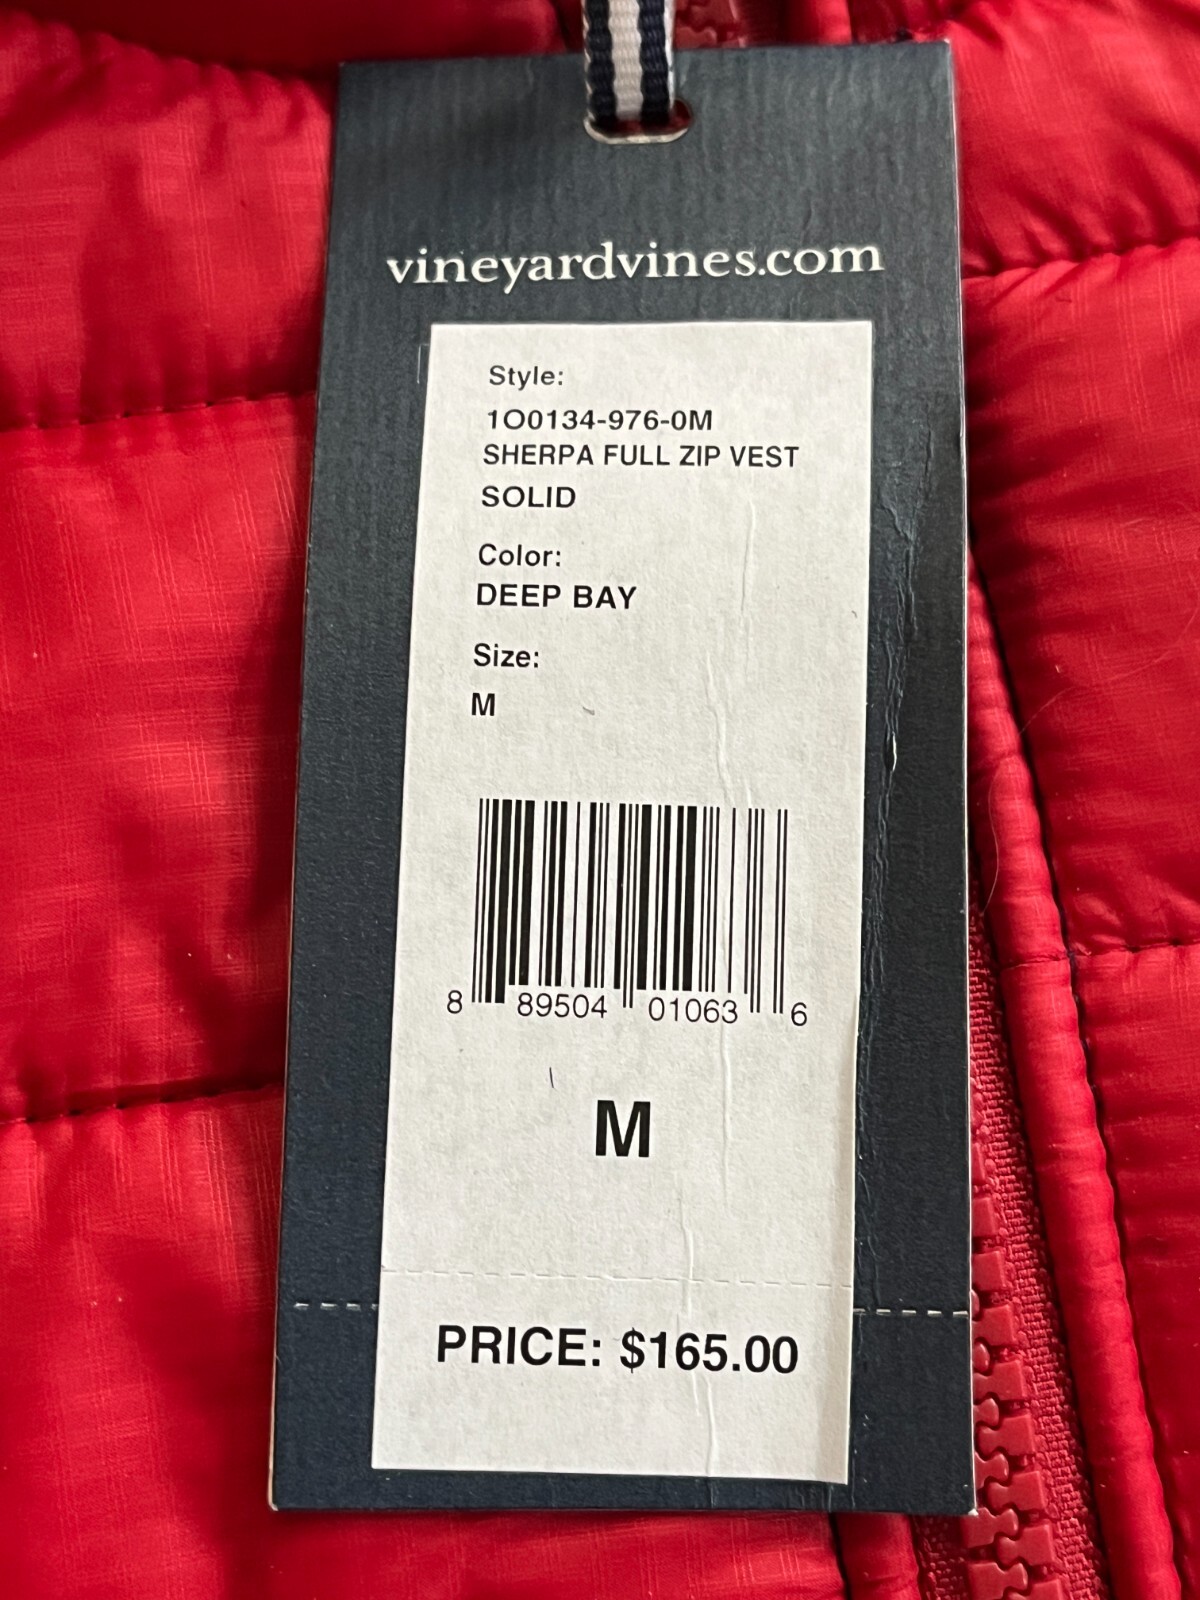 vineyardvines.com
Style:
1O0134-976-0M
SHERPA FULL ZIP VEST
SOLID
Color:
DEEP BAY
Size:
M
8 89504 01063 6
M
PRICE: $165.00